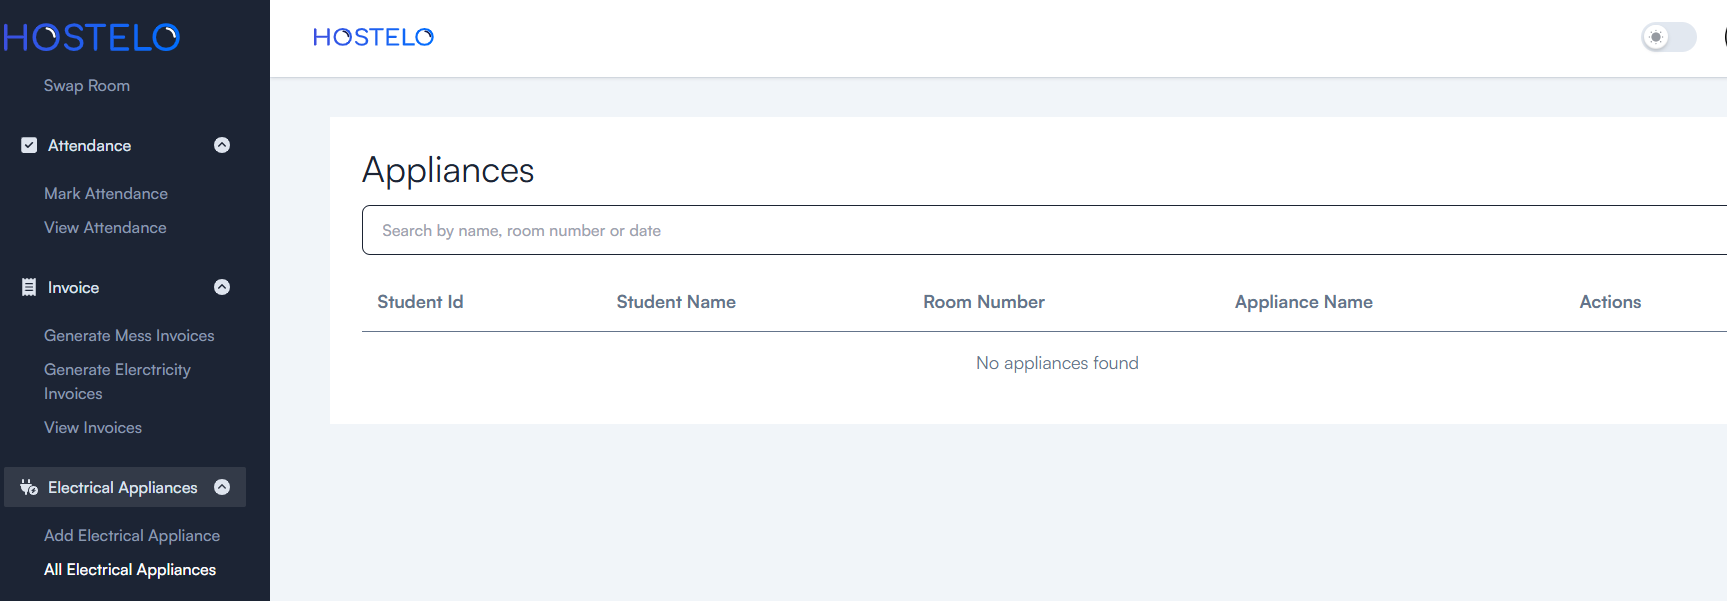 HOSTELO
Swap Room
Attendance
Mark Attendance
View Attendance
Invoice
Generate Mess Invoices
Generate Elerctricity
Invoices
View Invoices
Electrical Appliances
Add Electrical Appliance
All Electrical Appliances
HOSTELO
Appliances
Search by name, room number or date
Student Id Student Name Room Number Appliance Name Actions
No appliances found